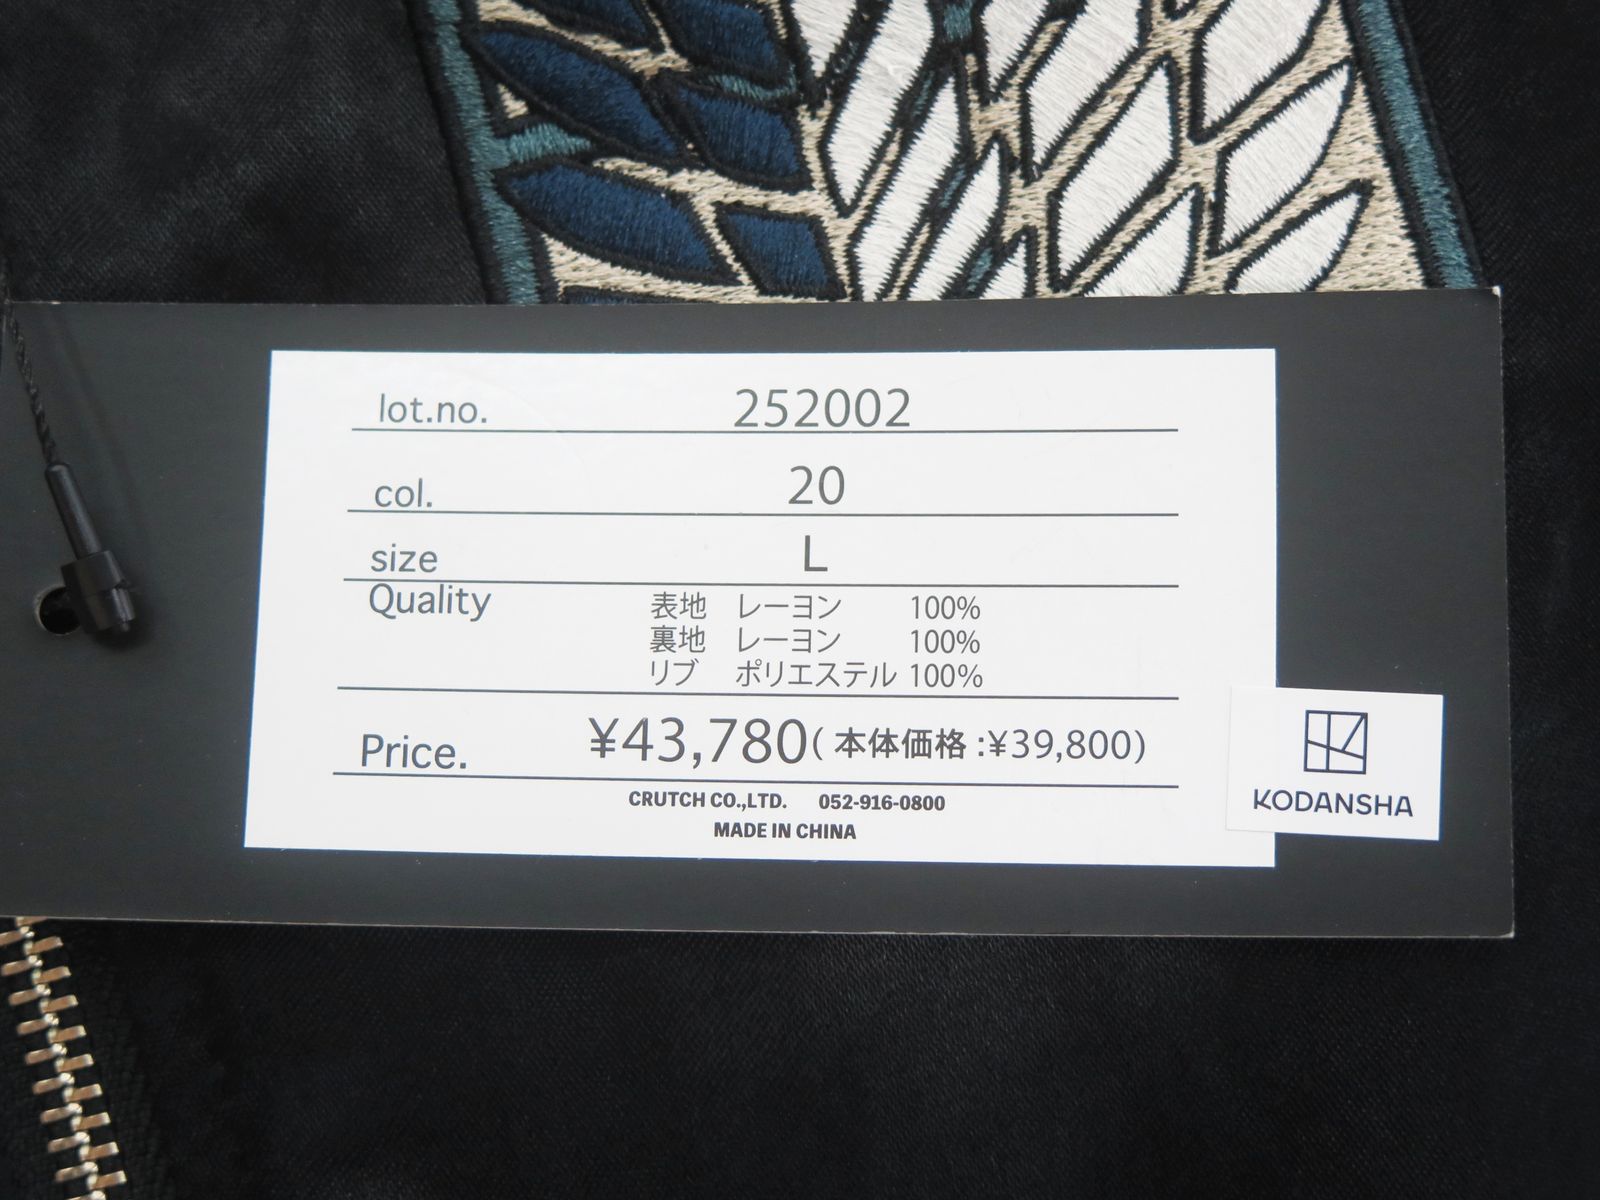 lot.no. 252002
col. 20
size L
Quality 表地 レーヨン 100%
裏地 レーヨン 100%
リブ ポリエステル 100%
Price. ¥43,780(本体価格:¥39,800)
CRUTCH CO.,LTD. 052-916-0800
MADE IN CHINA
KODANSHA